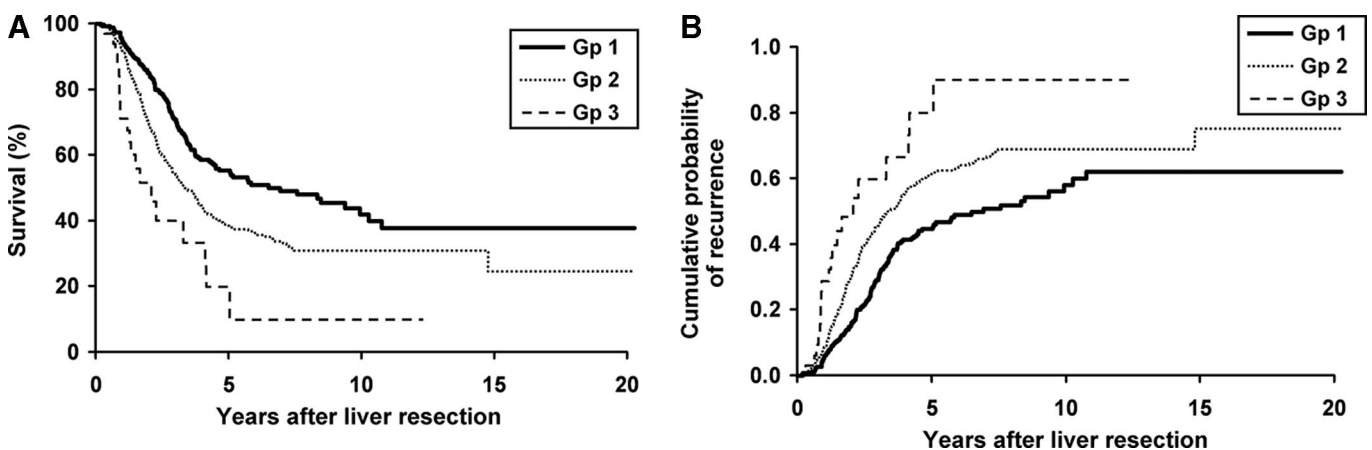 A
100
80
60
40
20
0
Survival (%)
0 5 10 15 20
Years after liver resection
Gp 1
Gp 2
Gp 3
B
1.0
0.8
0.6
0.4
0.2
0.0
Cumulative probability
of recurrence
0 5 10 15 20
Years after liver resection
Gp 1
Gp 2
Gp 3